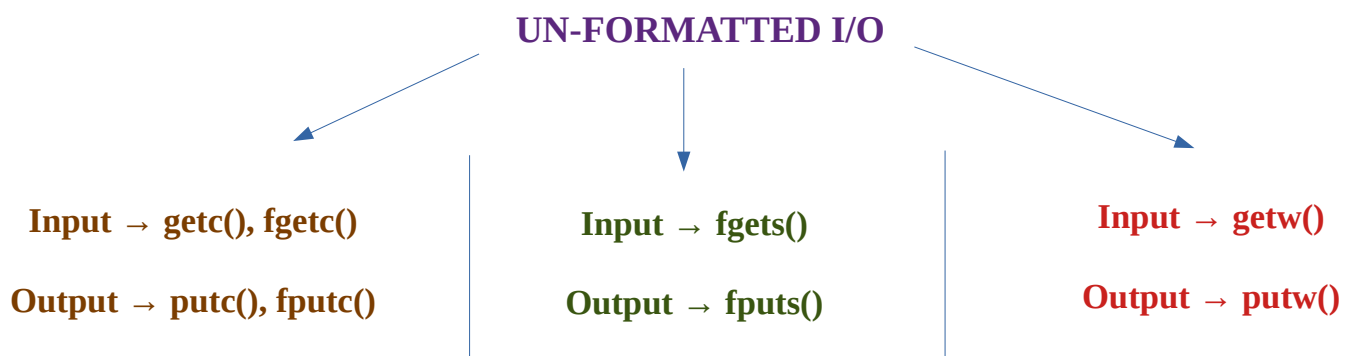 UN-FORMATTED I/O
Input → getc(), fgetc()
Output → putc(), fputc()
Input → fgets()
Output → fputs()
Input → getw()
Output → putw()